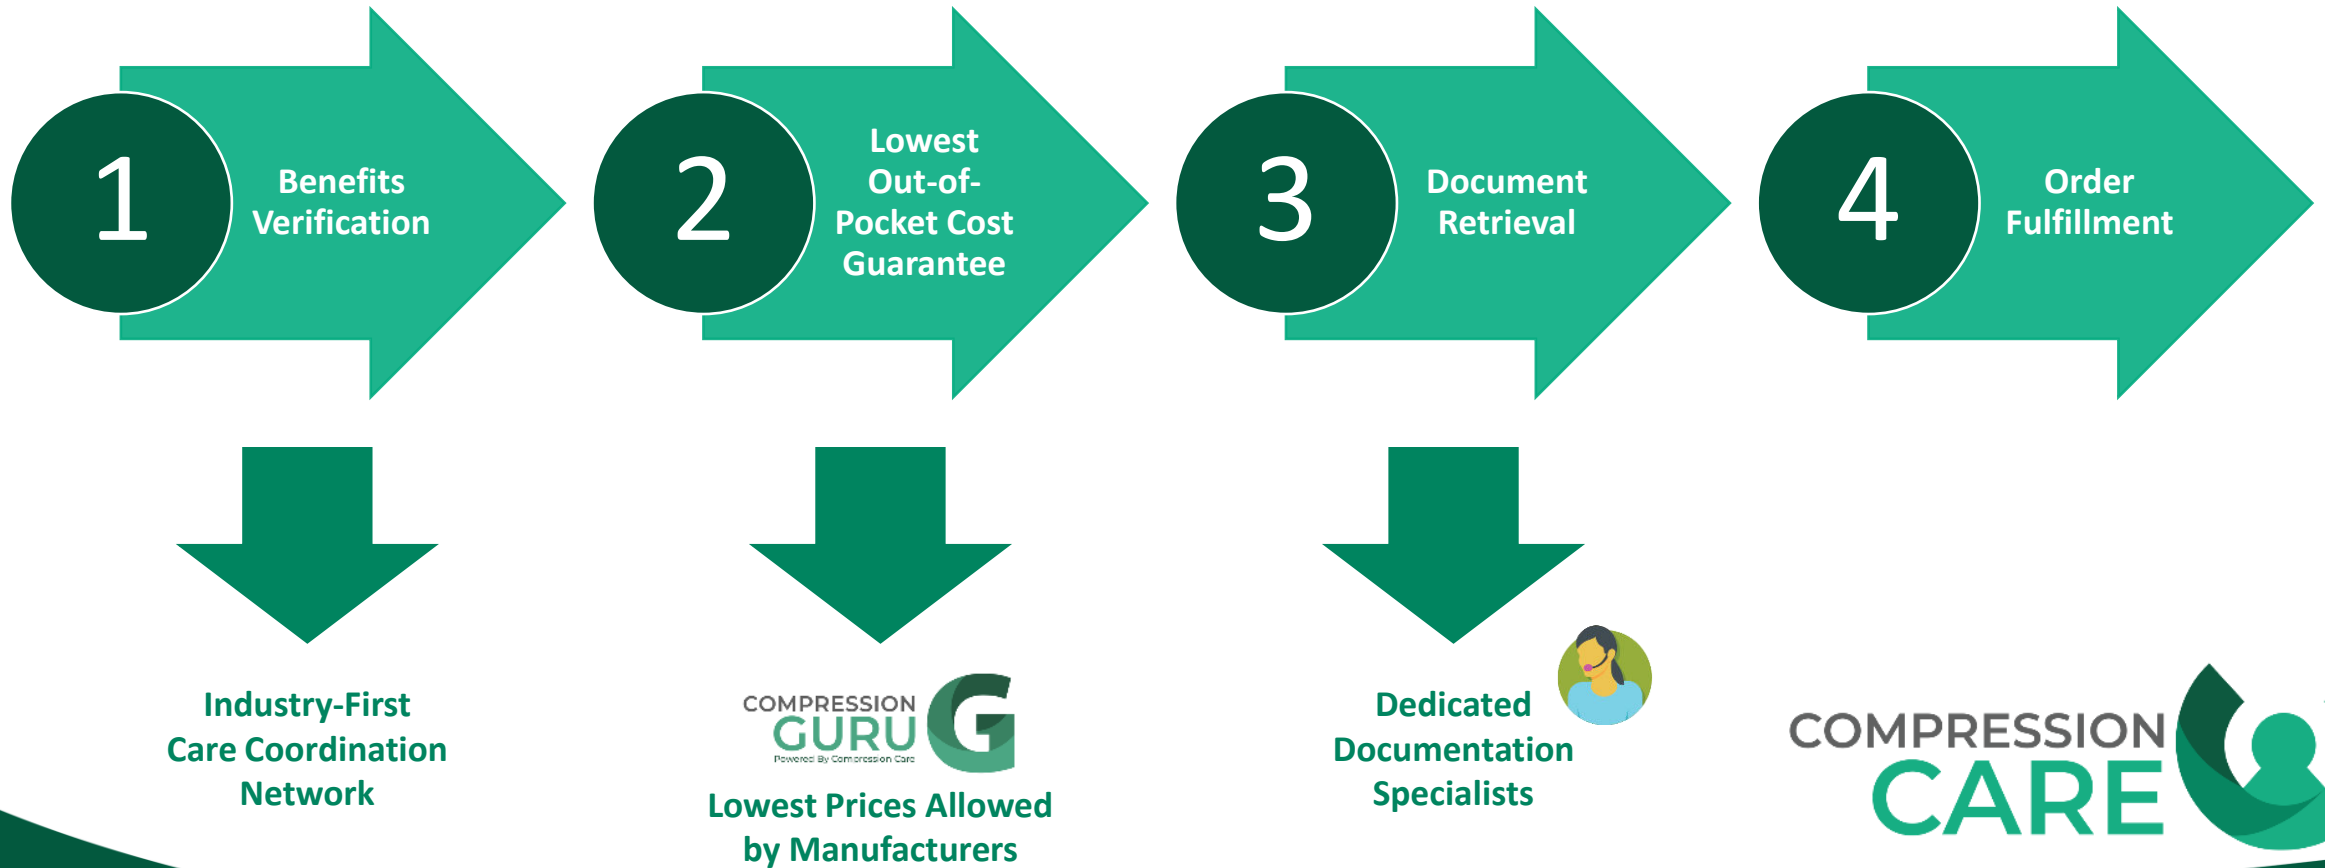 1
Benefits
Verification
2
Lowest
Out-of-
Pocket Cost
Guarantee
3
Document
Retrieval
4
Order
Fulfillment
Industry-First
Care Coordination
Network
COMPRESSION
GURU
Powered By Compression Care
G
Lowest Prices Allowed
by Manufacturers
Dedicated
Documentation
Specialists
COMPRESSION
CARE